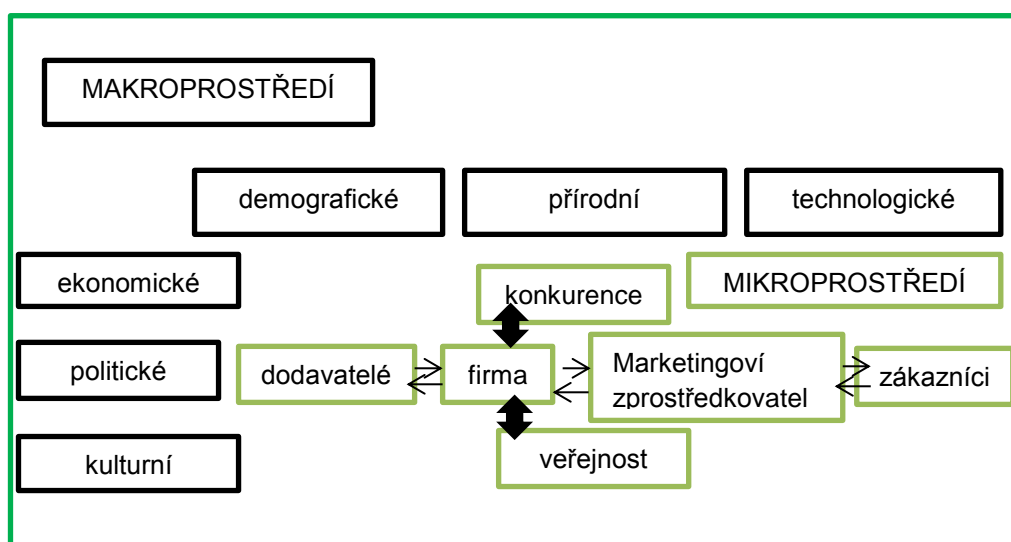 MAKROPROSTŘEDÍ
demografické
přírodní
technologické
ekonomické
MIKROPROSTŘEDÍ
konkurence
politické
dodavatelé
firma
Marketingoví
zprostředkovatel
zákazníci
kulturní
veřejnost